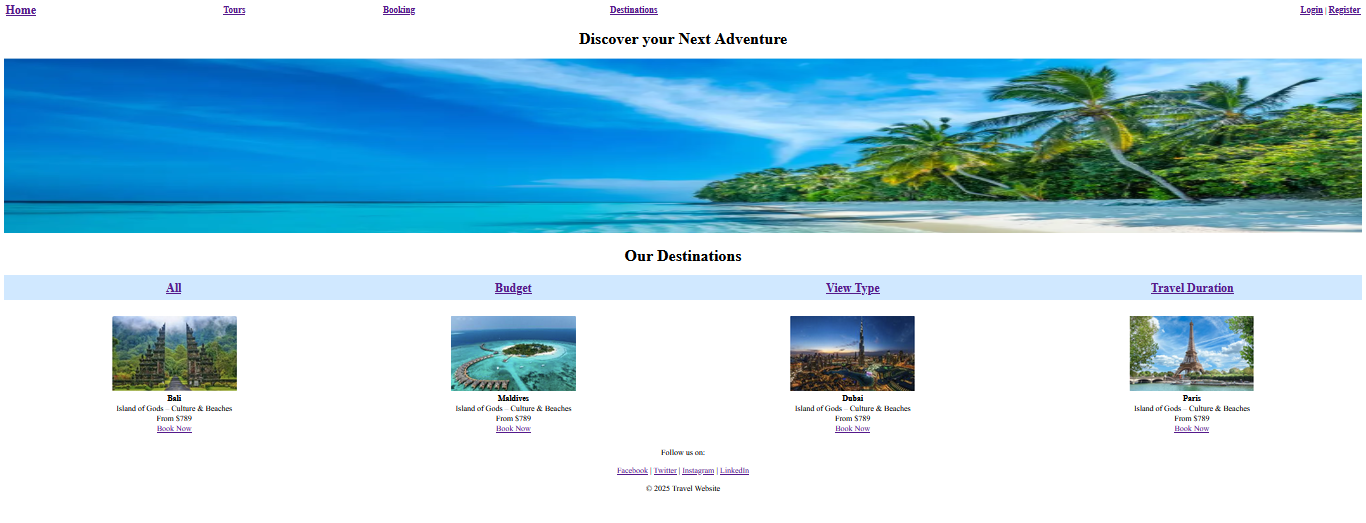 Home Tours Booking Destinations Login | Register
Discover your Next Adventure
Our Destinations
All Budget View Type Travel Duration
Bali Maldives Dubai Paris
Island of Gods – Culture & Beaches Island of Gods – Culture & Beaches Island of Gods – Culture & Beaches Island of Gods – Culture & Beaches
From $789 From $789 From $789 From $789
Book Now Book Now Book Now Book Now
Follow us on:
Facebook | Twitter | Instagram | LinkedIn
© 2025 Travel Website